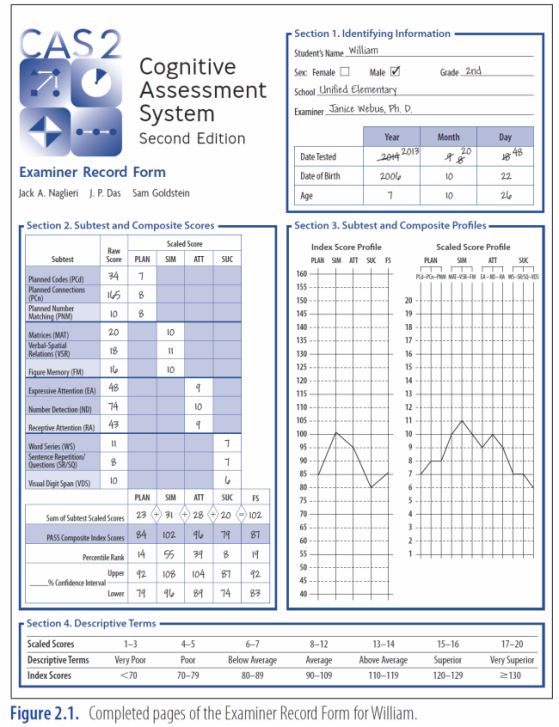 CAS2
Cognitive
Assessment
System
Second Edition
Examiner Record Form
Jack A. Naglieri J. P. Das Sam Goldstein
Section 1. Identifying Information
Student's Name William
Sex: Female Male ✓ Grade 2nd
School Unified Elementary
Examiner Janice Webus, Ph. D.
Year Month Day
Date Tested 2014 2013 9 8 20 18 48
Date of Birth 2006 10 22
Age 7 10 26
Section 2. Subtest and Composite Scores
Scaled Score
Subtest Raw Score PLAN SIM ATT SUC
Planned Codes (PCd) 34 7
Planned Connections (PCn) 165 8
Planned Number Matching (PNM) 10 8
Matrices (MAT) 20 10
Verbal-Spatial Relations (VSR) 18 11
Figure Memory (FM) 16 10
Expressive Attention (EA) 48 9
Number Detection (ND) 74 10
Receptive Attention (RA) 43 9
Word Series (WS) 11 7
Sentence Repetition/ Questions (SR/SQ) 8 7
Visual Digit Span (VDS) 10 6
PLAN SIM ATT SUC FS
Sum of Subtest Scaled Scores 23 + 31 + 28 + 20 = 102
PASS Composite Index Scores 84 102 96 79 87
Percentile Rank 14 55 39 8 19
Upper 92 108 104 87 92
____% Confidence Interval
Lower 79 96 89 74 83
Section 3. Subtest and Composite Profiles
Index Score Profile
PLAN SIM ATT SUC FS
160
155
150
145
140
135
130
125
120
115
110
105
100
95
90
85
80
75
70
65
60
55
50
45
40
Scaled Score Profile
PLAN SIM ATT SUC
PCd–PCn–PNM MAT–VSR–FM EA–ND–RA WS–SR/SQ–VDS
20
19
18
17
16
15
14
13
12
11
10
9
8
7
6
5
4
3
2
1
Section 4. Descriptive Terms
Scaled Scores 1–3 4–5 6–7 8–12 13–14 15–16 17–20
Descriptive Terms Very Poor Poor Below Average Average Above Average Superior Very Superior
Index Scores <70 70–79 80–89 90–109 110–119 120–129 ≥130
Figure 2.1. Completed pages of the Examiner Record Form for William.